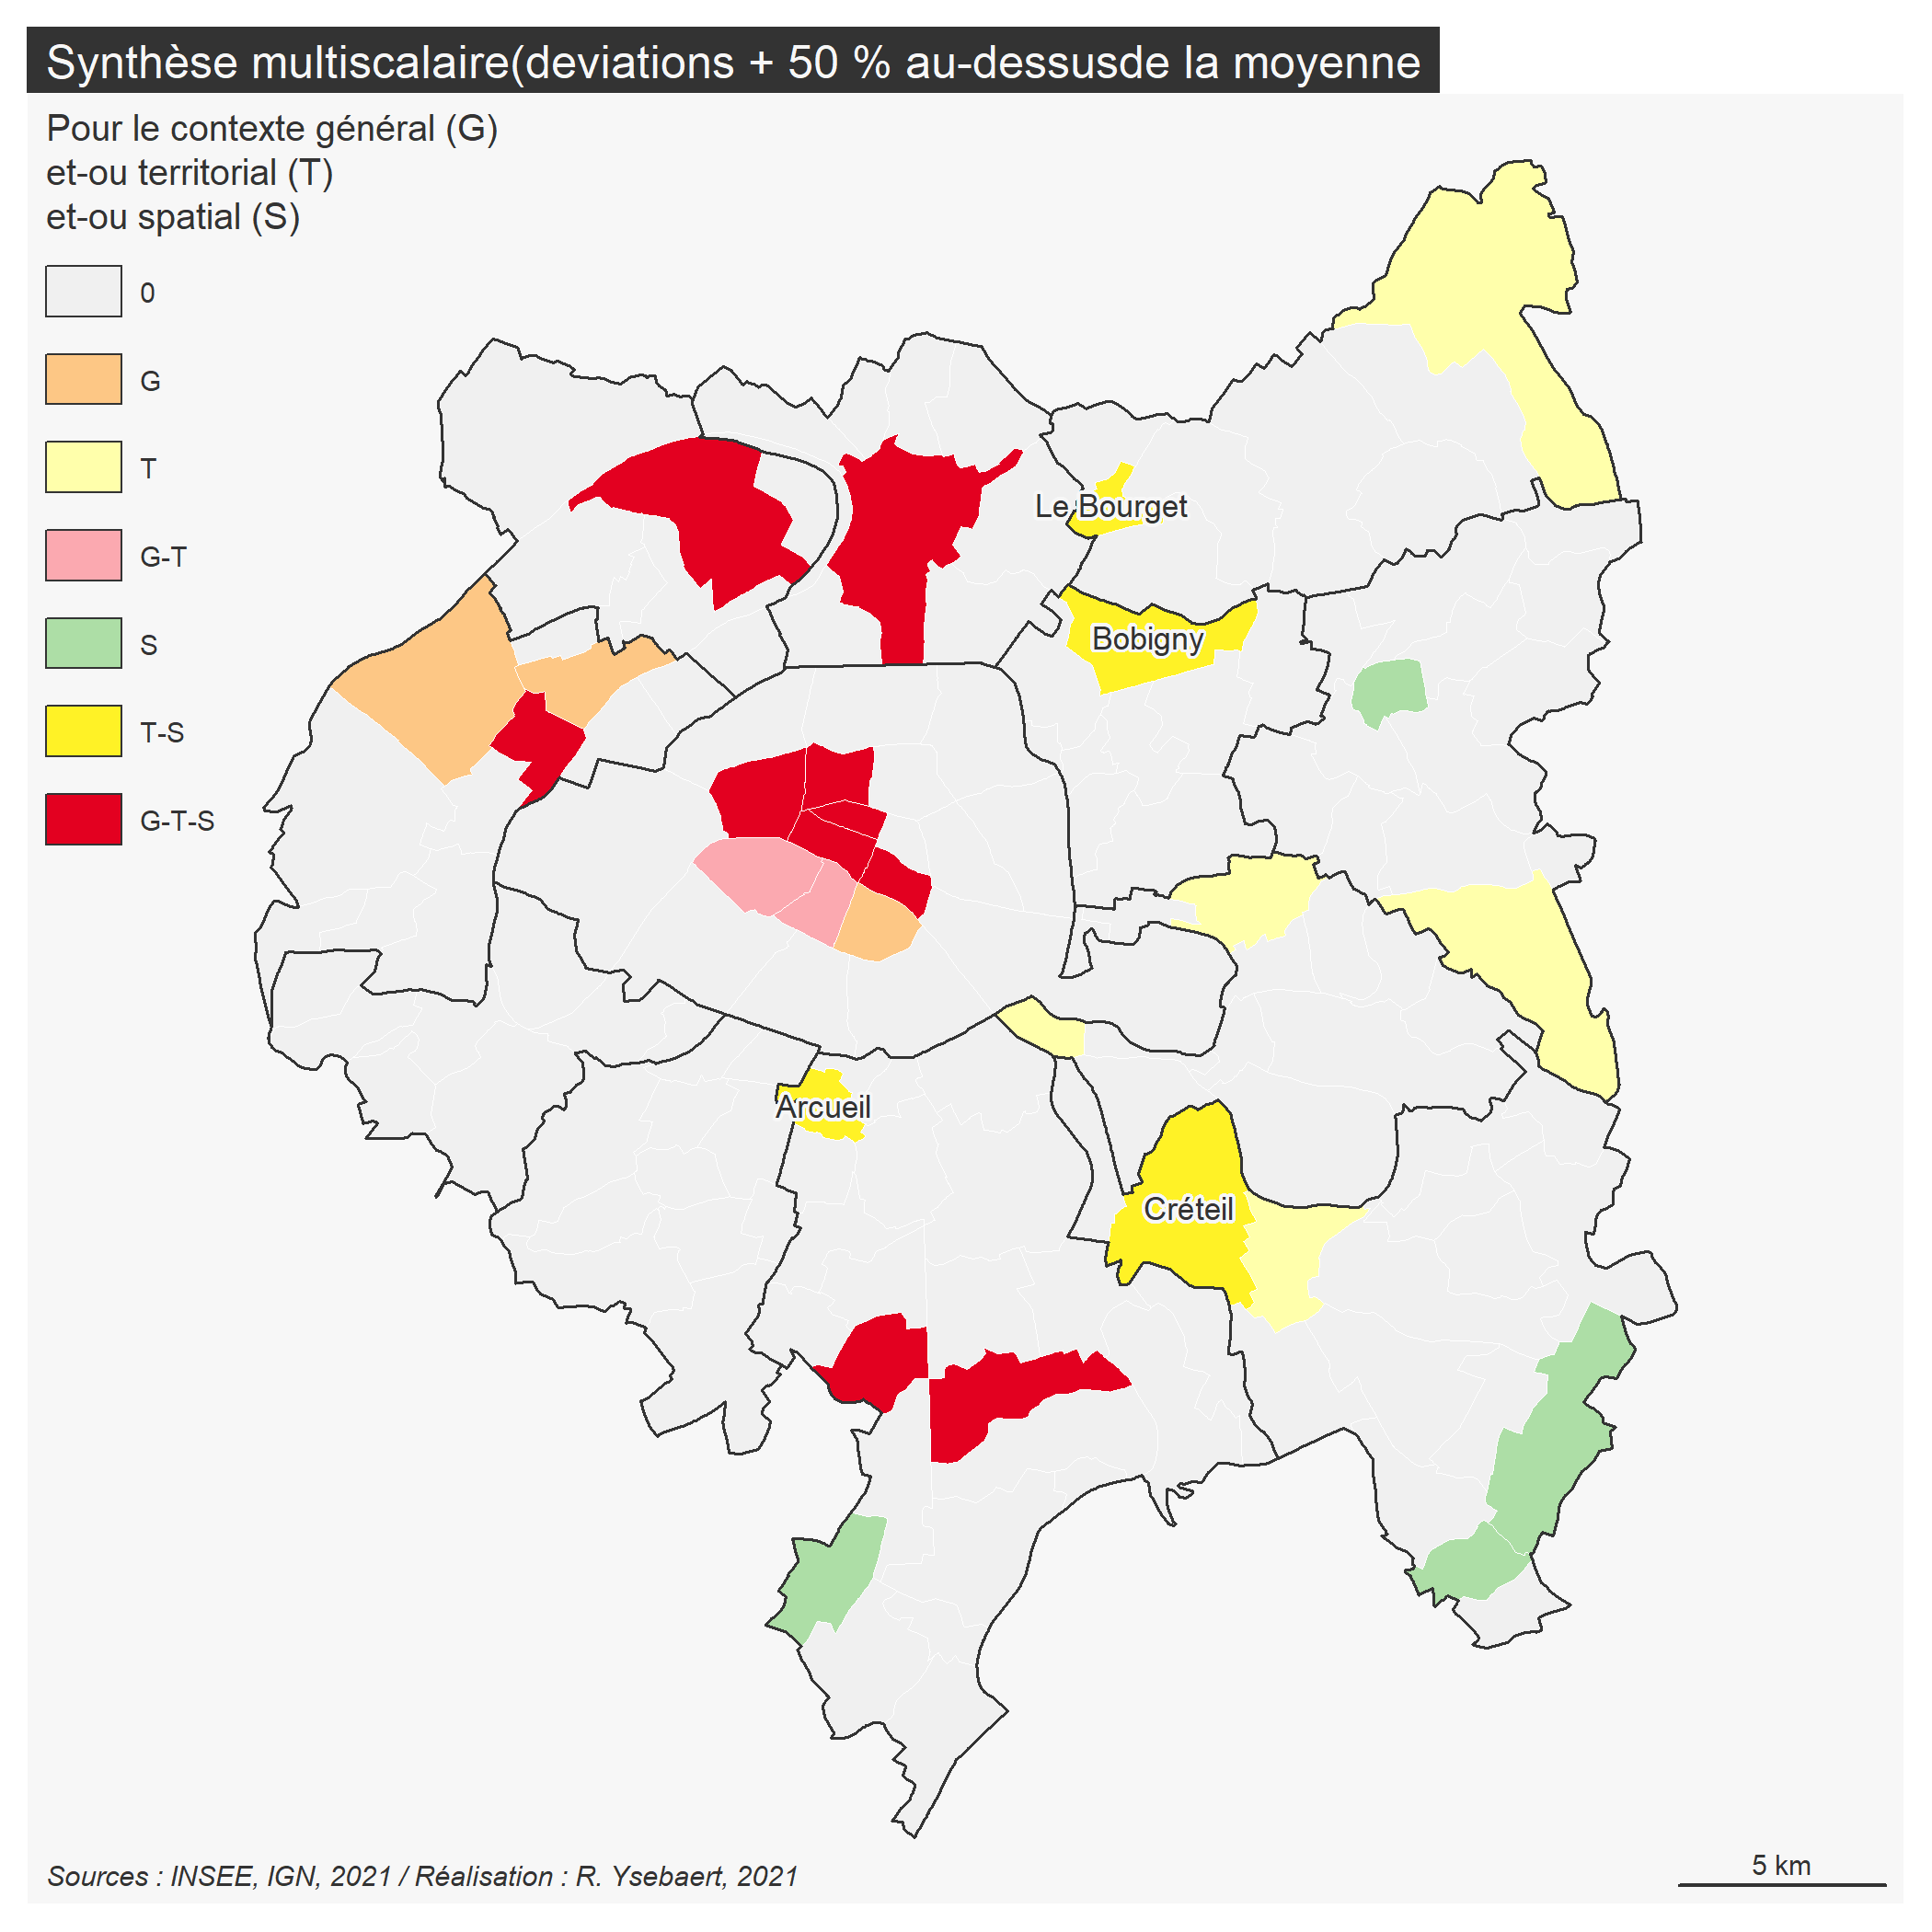 Synthèse multiscalaire(deviations + 50 % au-dessusde la moyenne
Pour le contexte général (G)
et-ou territorial (T)
et-ou spatial (S)
0
G
T
G-T
S
T-S
G-T-S
Le Bourget
Bobigny
Arcueil
Créteil
Sources : INSEE, IGN, 2021 / Réalisation : R. Ysebaert, 2021
5 km